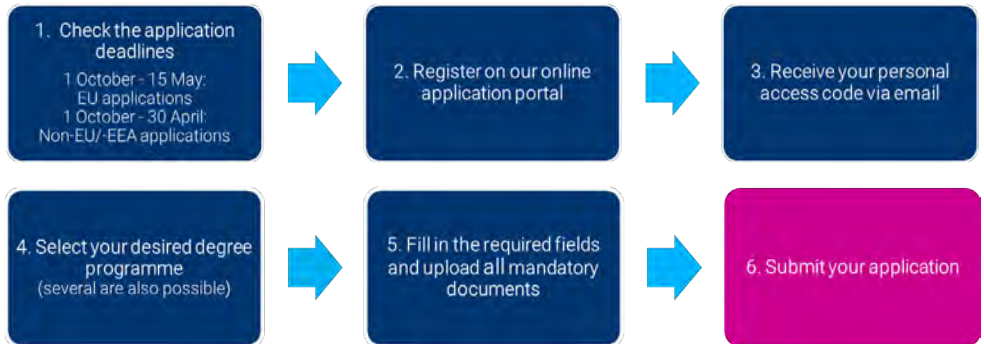 1. Check the application
deadlines
1 October - 15 May:
EU applications
1 October - 30 April:
Non-EU/-EEA applications
2. Register on our online
application portal
3. Receive your personal
access code via email
4. Select your desired degree
programme
(several are also possible)
5. Fill in the required fields
and upload all mandatory
documents
6. Submit your application